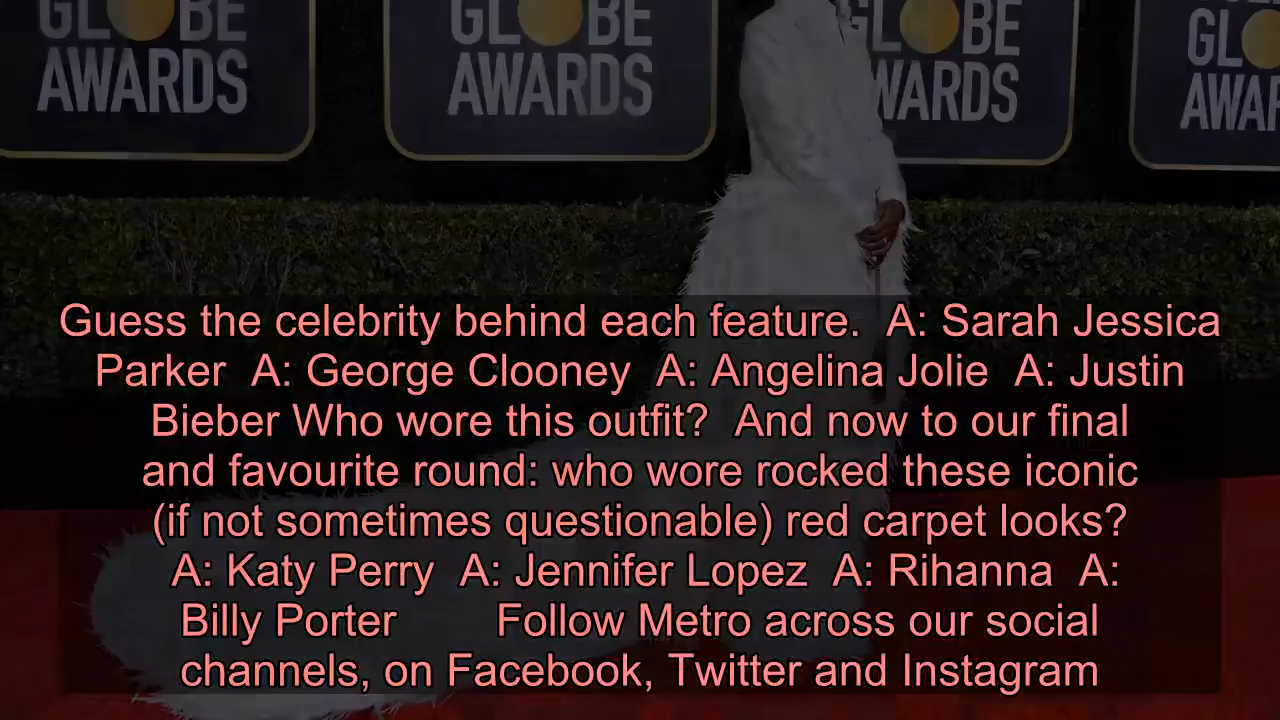 GLOBE
AWARDS
GLOBE
AWARDS
GLOBE
AWARDS
GLO
AWAR
Guess the celebrity behind each feature.  A: Sarah Jessica
Parker  A: George Clooney  A: Angelina Jolie  A: Justin
Bieber Who wore this outfit?  And now to our final
and favourite round: who wore rocked these iconic
(if not sometimes questionable) red carpet looks?
A: Katy Perry  A: Jennifer Lopez  A: Rihanna  A:
Billy Porter        Follow Metro across our social
channels, on Facebook, Twitter and Instagram